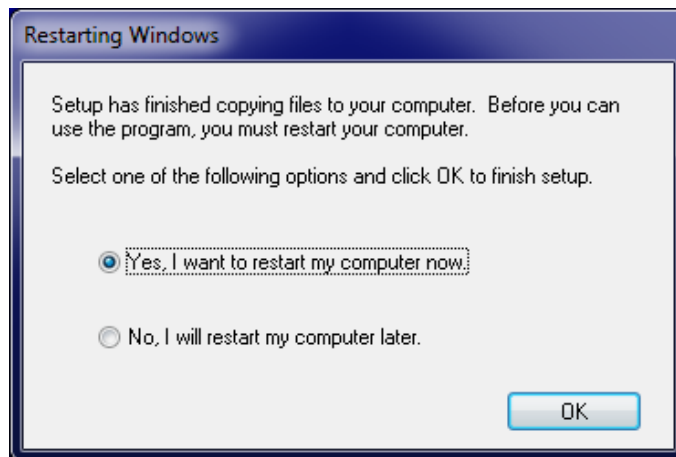 Restarting Windows
Setup has finished copying files to your computer.  Before you can
use the program, you must restart your computer.
Select one of the following options and click OK to finish setup.
Yes, I want to restart my computer now.
No, I will restart my computer later.
OK